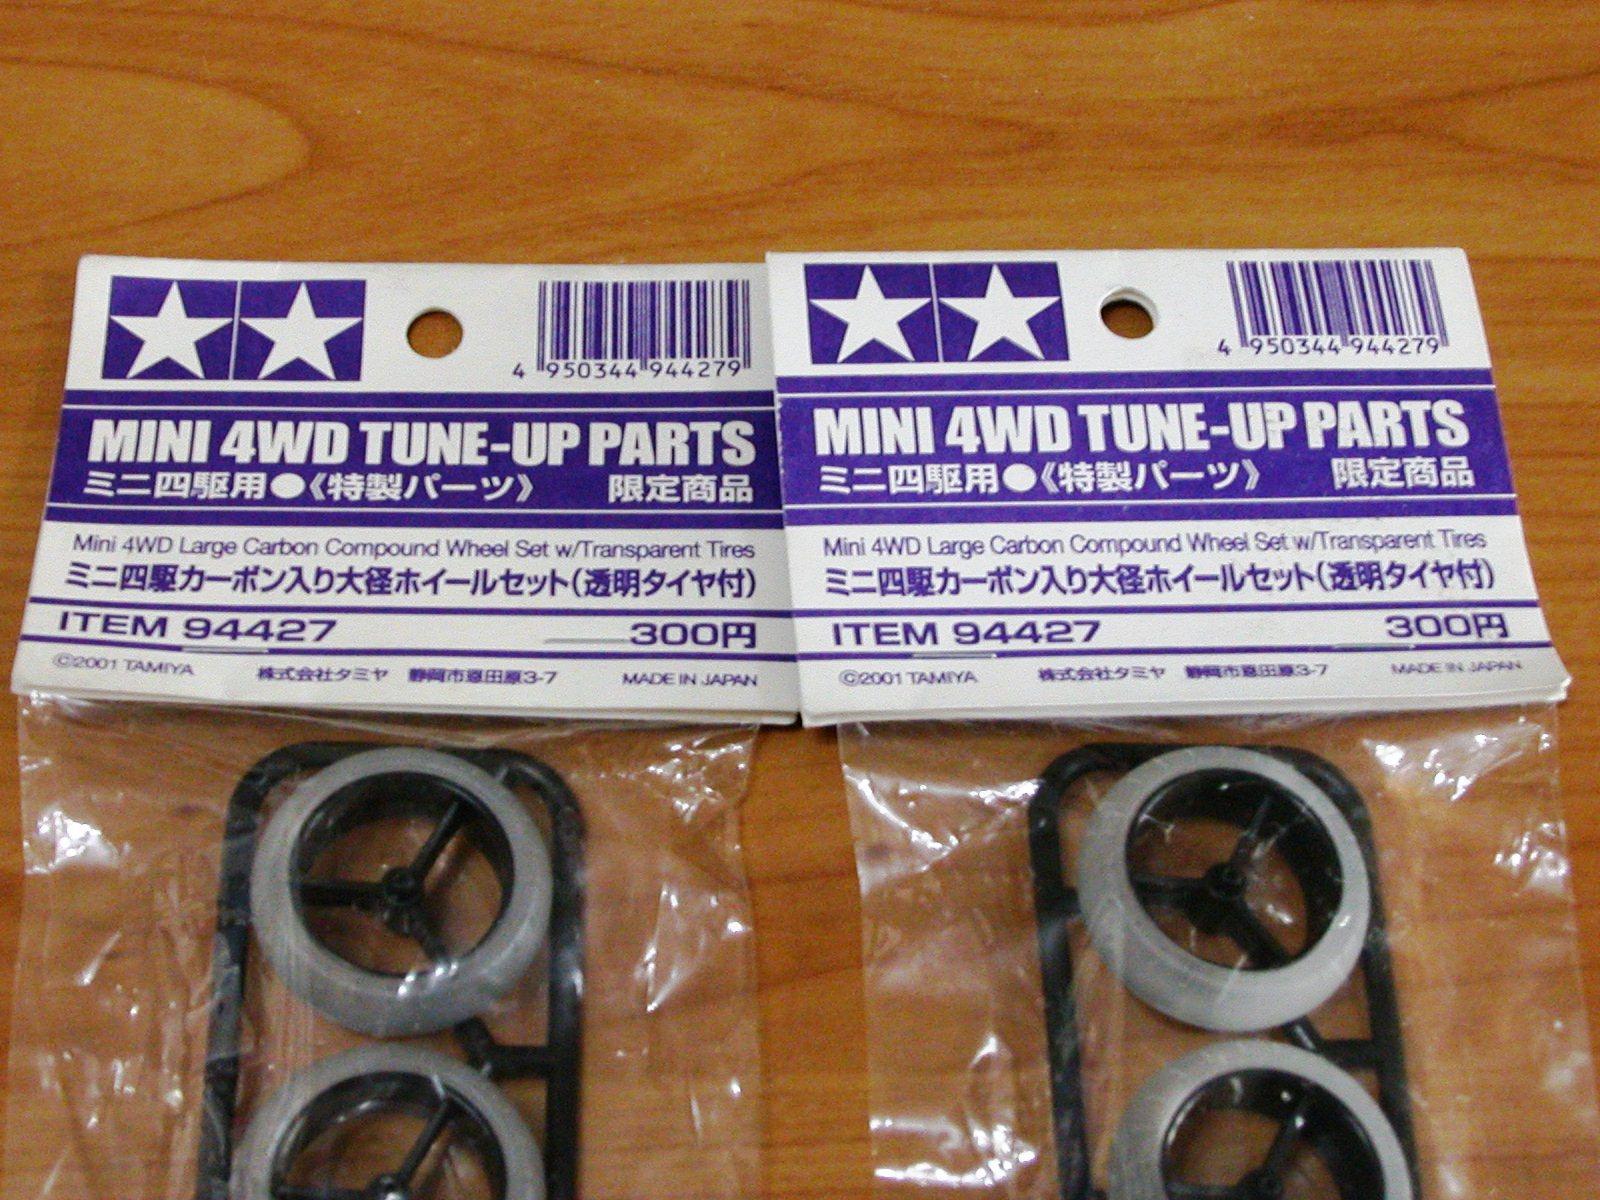 4 950344 944279
MINI 4WD TUNE-UP PARTS
ミニ四駆用●《特製パーツ》 限定商品
Mini 4WD Large Carbon Compound Wheel Set w/Transparent Tires
ミニ四駆カーボン入り大径ホイールセット(透明タイヤ付)
ITEM 94427 300円
©2001 TAMIYA 株式会社タミヤ 静岡市恩田原3-7 MADE IN JAPAN
4 950344 944279
MINI 4WD TUNE-UP PARTS
ミニ四駆用●《特製パーツ》 限定商品
Mini 4WD Large Carbon Compound Wheel Set w/Transparent Tires
ミニ四駆カーボン入り大径ホイールセット(透明タイヤ付)
ITEM 94427 300円
©2001 TAMIYA 株式会社タミヤ 静岡市恩田原3-7 MADE IN JAPAN